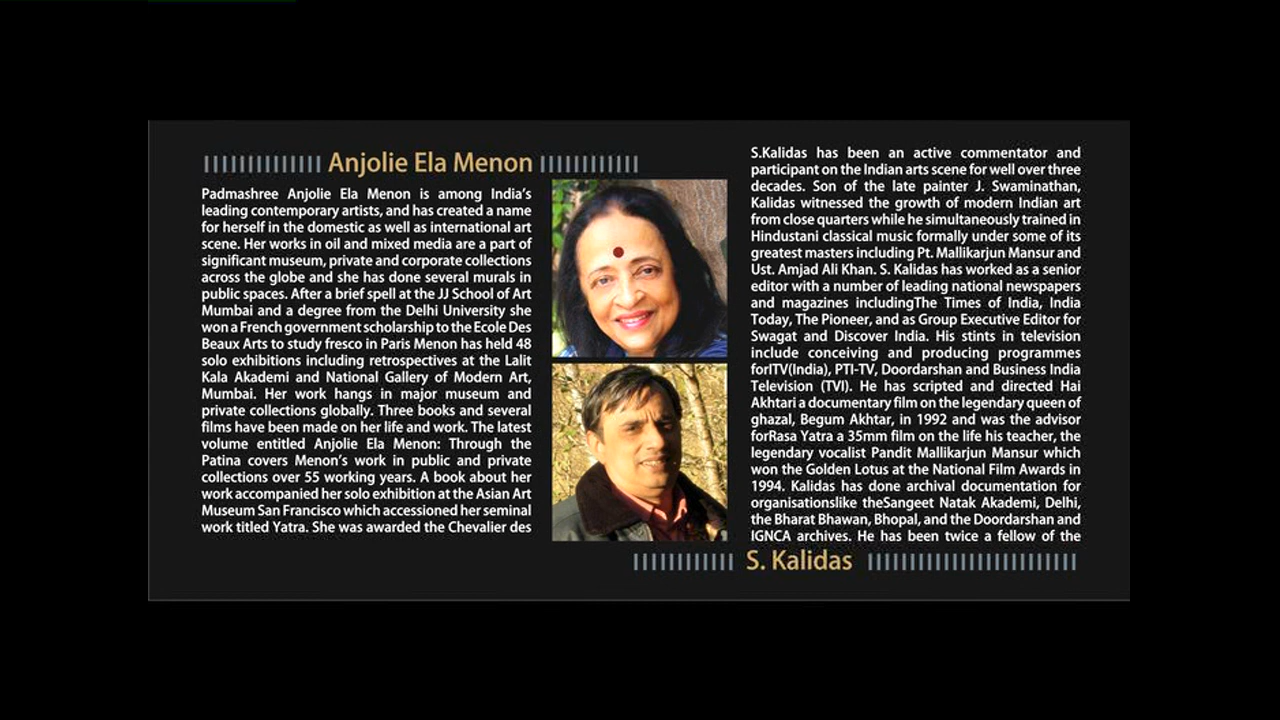 Anjolie Ela Menon
Padmashree Anjolie Ela Menon is among India's
leading contemporary artists, and has created a name
for herself in the domestic as well as international art
scene. Her works in oil and mixed media are a part of
significant museum, private and corporate collections
across the globe and she has done several murals in
public spaces. After a brief spell at the JJ School of Art
Mumbai and a degree from the Delhi University she
won a French government scholarship to the Ecole Des
Beaux Arts to study fresco in Paris Menon has held 48
solo exhibitions including retrospectives at the Lalit
Kala Akademi and National Gallery of Modern Art,
Mumbai. Her work hangs in major museum and
private collections globally. Three books and several
films have been made on her life and work. The latest
volume entitled Anjolie Ela Menon: Through the
Patina covers Menon's work in public and private
collections over 55 working years. A book about her
work accompanied her solo exhibition at the Asian Art
Museum San Francisco which accessioned her seminal
work titled Yatra. She was awarded the Chevalier des
S.Kalidas has been an active commentator and
participant on the Indian arts scene for well over three
decades. Son of the late painter J. Swaminathan,
Kalidas witnessed the growth of modern Indian art
from close quarters while he simultaneously trained in
Hindustani classical music formally under some of its
greatest masters including Pt. Mallikarjun Mansur and
Ust. Amjad Ali Khan. S. Kalidas has worked as a senior
editor with a number of leading national newspapers
and magazines includingThe Times of India, India
Today, The Pioneer, and as Group Executive Editor for
Swagat and Discover India. His stints in television
include conceiving and producing programmes
forITV(India), PTI-TV, Doordarshan and Business India
Television (TVI). He has scripted and directed Hai
Akhtari a documentary film on the legendary queen of
ghazal, Begum Akhtar, in 1992 and was the advisor
forRasa Yatra a 35mm film on the life his teacher, the
legendary vocalist Pandit Mallikarjun Mansur which
won the Golden Lotus at the National Film Awards in
1994. Kalidas has done archival documentation for
organisationslike theSangeet Natak Akademi, Delhi,
the Bharat Bhawan, Bhopal, and the Doordarshan and
IGNCA archives. He has been twice a fellow of the
S. Kalidas